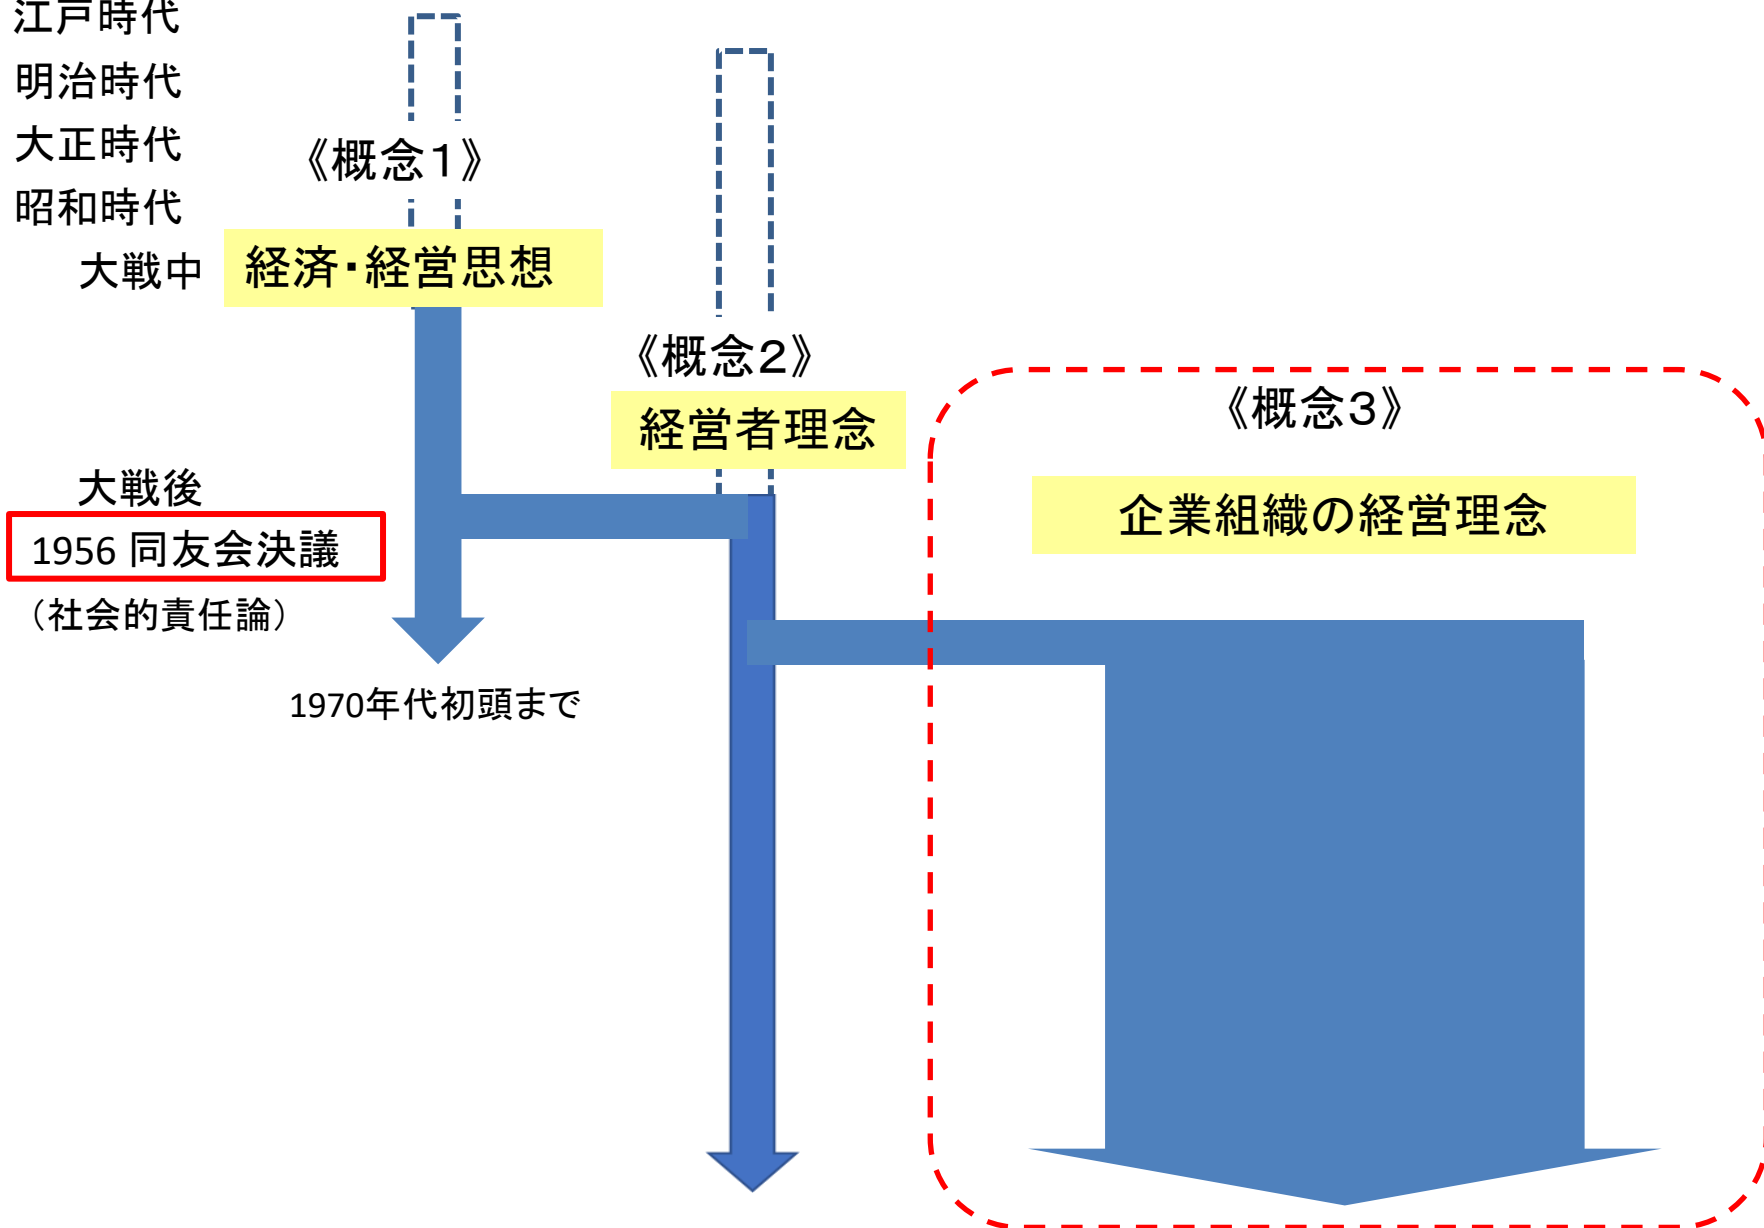 江戸時代
明治時代
大正時代
昭和時代
大戦中
《概念１》
経済・経営思想
《概念２》
経営者理念
《概念３》
企業組織の経営理念
大戦後
1956 同友会決議
（社会的責任論）
1970年代初頭まで